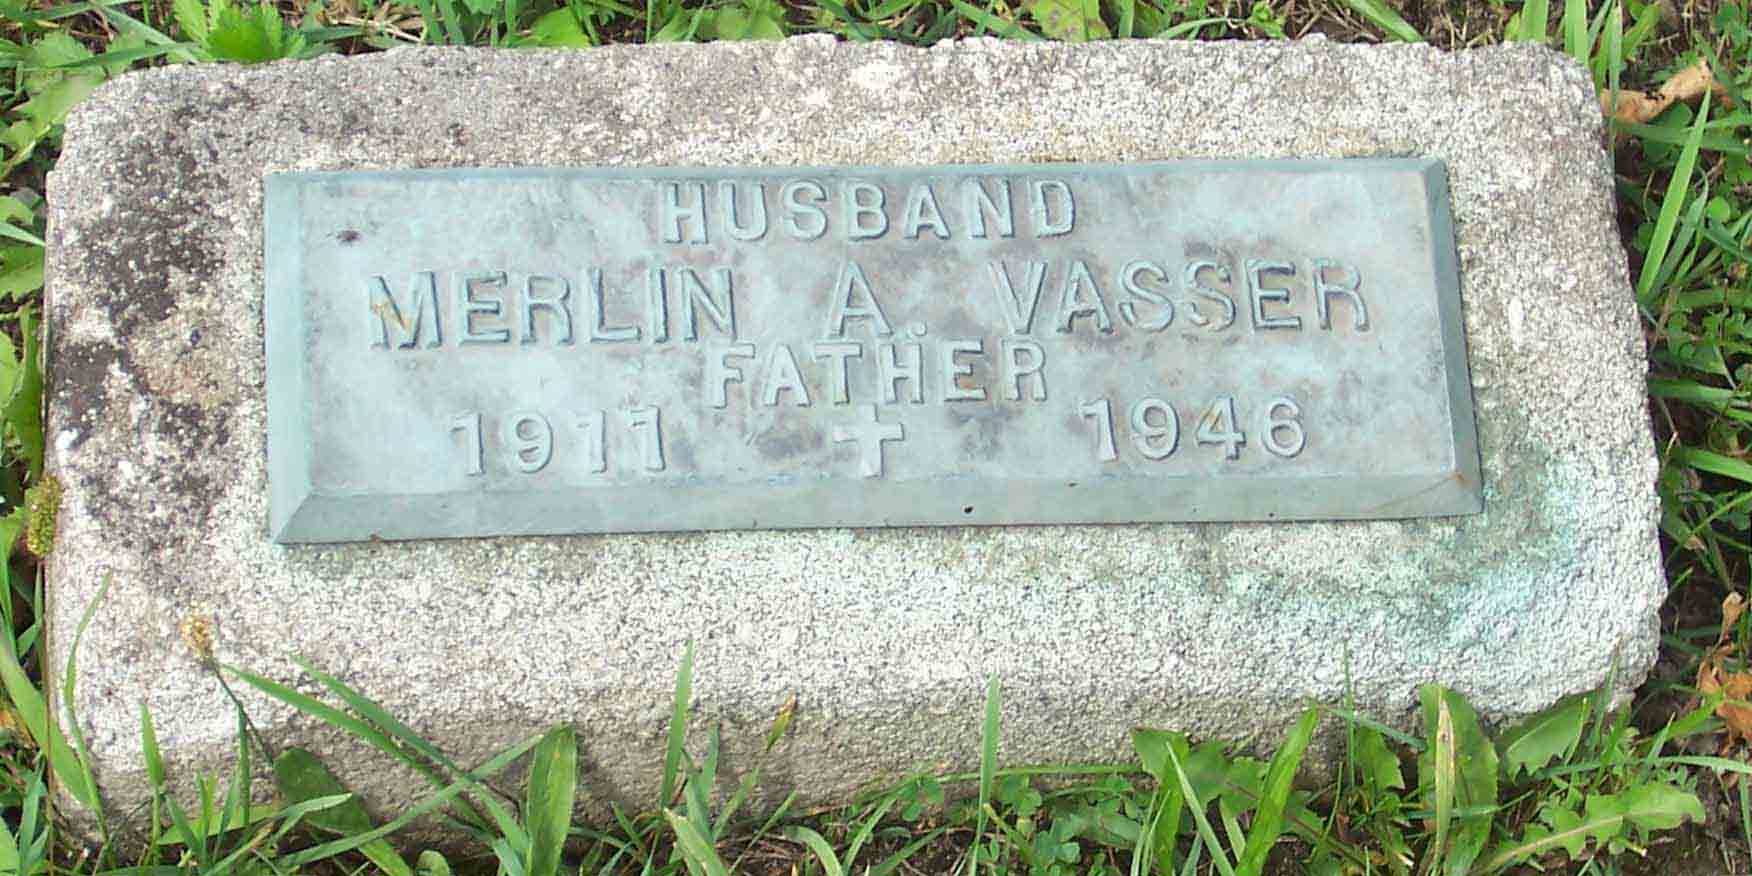 HUSBAND
MERLIN A. VASSER
FATHER
1911 1946